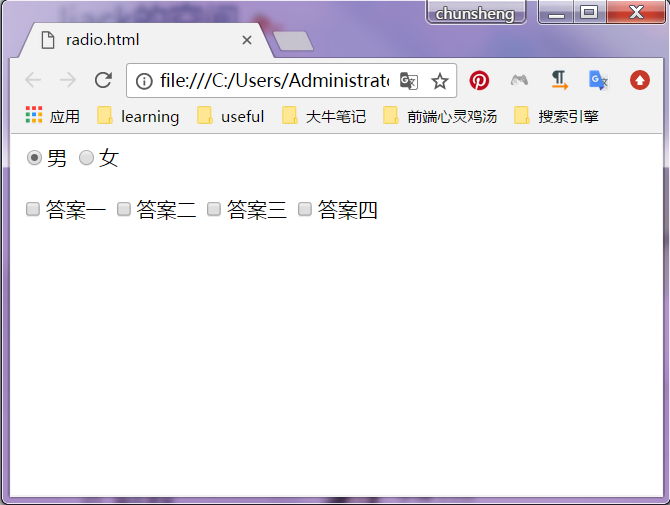 chunsheng
radio.html
file:///C:/Users/Administrato
应用 learning useful 大牛笔记 前端心灵鸡汤 搜索引擎
男 女
答案一 答案二 答案三 答案四